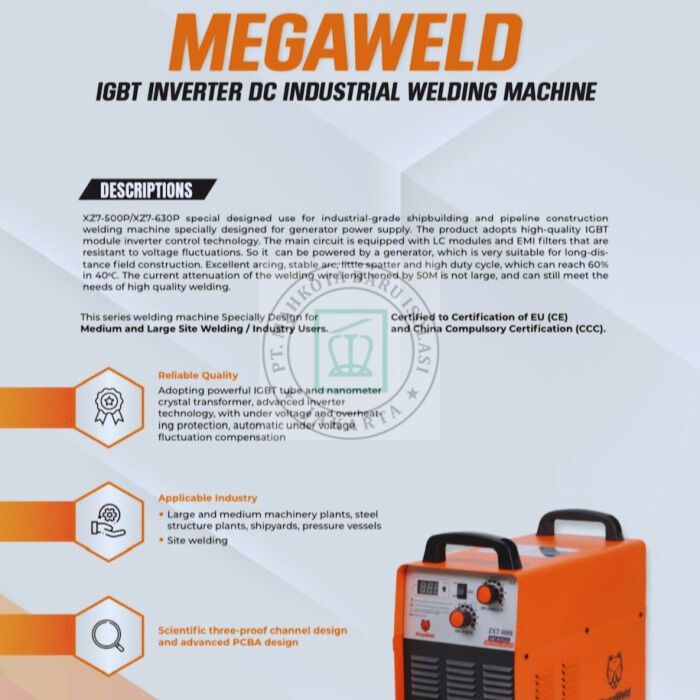 MEGAWELD
IGBT INVERTER DC INDUSTRIAL WELDING MACHINE
DESCRIPTIONS
XZ7-500P/XZ7-630P special designed use for industrial-grade shipbuilding and pipeline construction
welding machine specially designed for generator power supply. The product adopts high-quality IGBT
module inverter control technology. The main circuit is equipped with LC modules and EMI filters that are
resistant to voltage fluctuations. So it can be powered by a generator, which is very suitable for long-dis-
tance field construction. Excellent arcing, stable arc, little spatter and high duty cycle, which can reach 60%
in 40°C. The current attenuation of the welding wire lengthened by 50M is not large, and can still meet the
needs of high quality welding.
This series welding machine Specially Design for
Medium and Large Site Welding / Industry Users.
Certified to Certification of EU (CE)
and China Compulsory Certification (CCC).
PT. MAHKOTA BARU ISOLASI
★ JAKARTA ★
Reliable Quality
Adopting powerful IGBT tube and nanometer
crystal transformer, advanced inverter
technology, with under voltage and overheat-
ing protection, automatic under voltage
fluctuation compensation
Applicable Industry
• Large and medium machinery plants, steel
structure plants, shipyards, pressure vessels
• Site welding
Scientific three-proof channel design
and advanced PCBA design